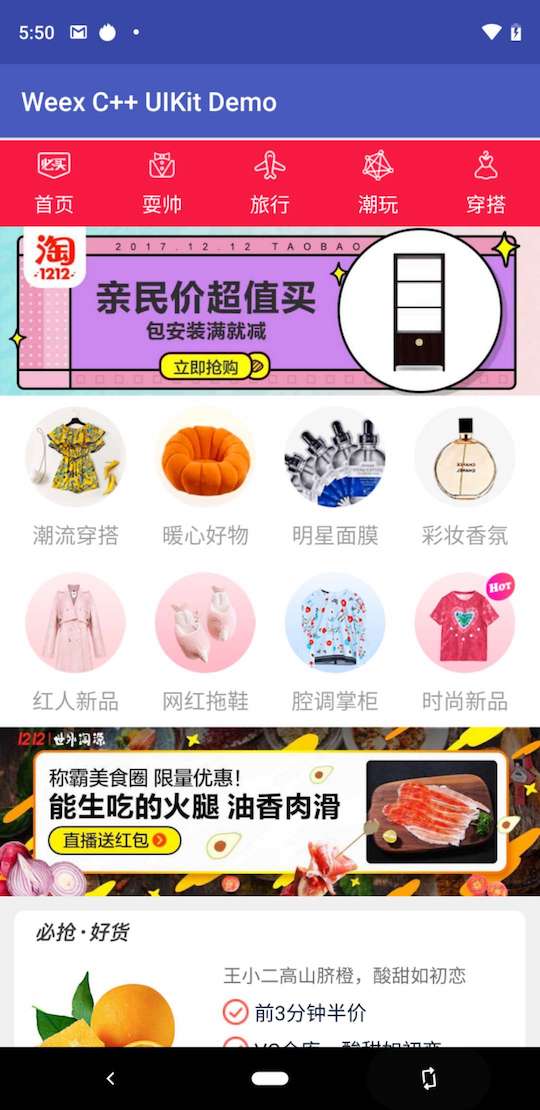 5:50
Weex C++ UIKit Demo
必买
首页
耍帅
旅行
潮玩
穿搭
淘
·1212·
2017.12.12 TAOBAO
亲民价超值买
包安装满就减
立即抢购
潮流穿搭
暖心好物
明星面膜
彩妆香氛
Hot
红人新品
网红拖鞋
腔调掌柜
时尚新品
1212 世外淘源
称霸美食圈 限量优惠!
能生吃的火腿 油香肉滑
直播送红包
必抢·好货
王小二高山脐橙，酸甜如初恋
前3分钟半价